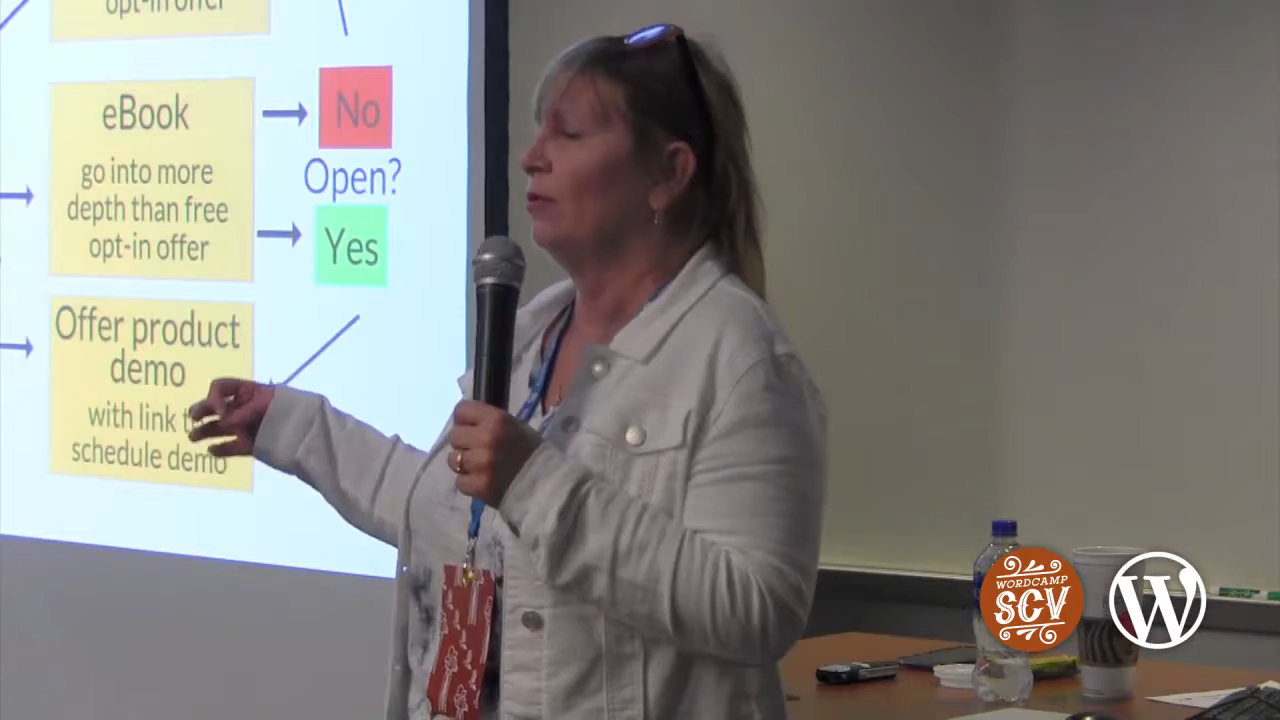 opt-in offer
eBook
go into more
depth than free
opt-in offer
No
Open?
Yes
Offer product
demo
with link
schedule demo
WORDCAMP
SCV
W